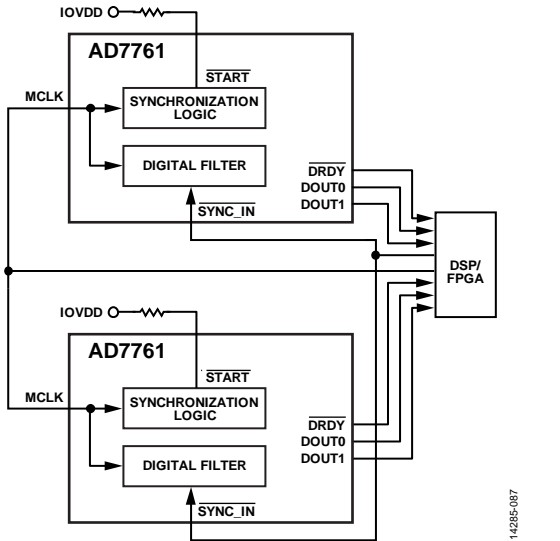 IOVDD
AD7761
START
MCLK
SYNCHRONIZATION
LOGIC
DIGITAL FILTER
DRDY
DOUT0
DOUT1
SYNC_IN
DSP/
FPGA
IOVDD
AD7761
START
MCLK
SYNCHRONIZATION
LOGIC
DRDY
DOUT0
DIGITAL FILTER
DOUT1
SYNC_IN
14285-087